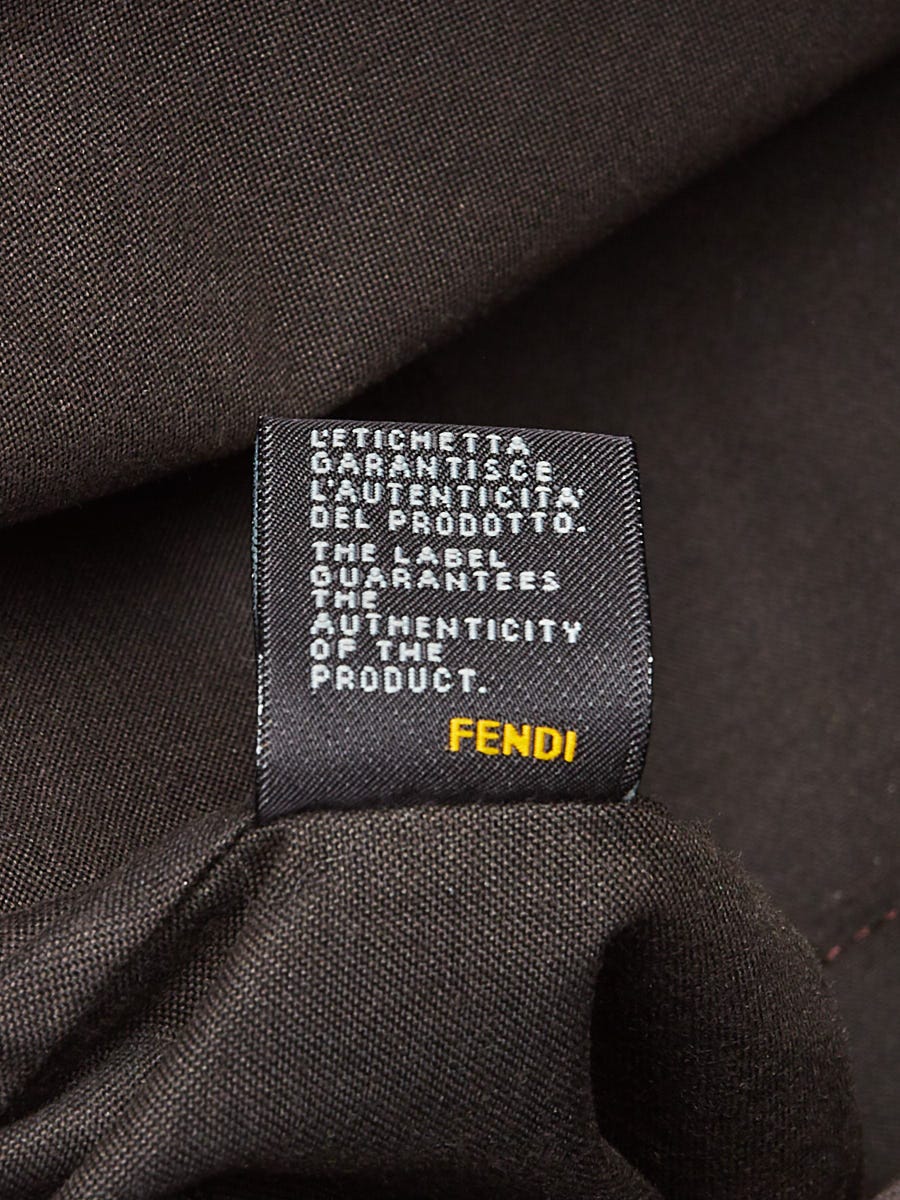 L'ETICHETTA
GARANTISCE
L'AUTENTICITA'
DEL PRODOTTO.
THE LABEL
GUARANTEES
THE
AUTHENTICITY
OF THE
PRODUCT.
FENDI